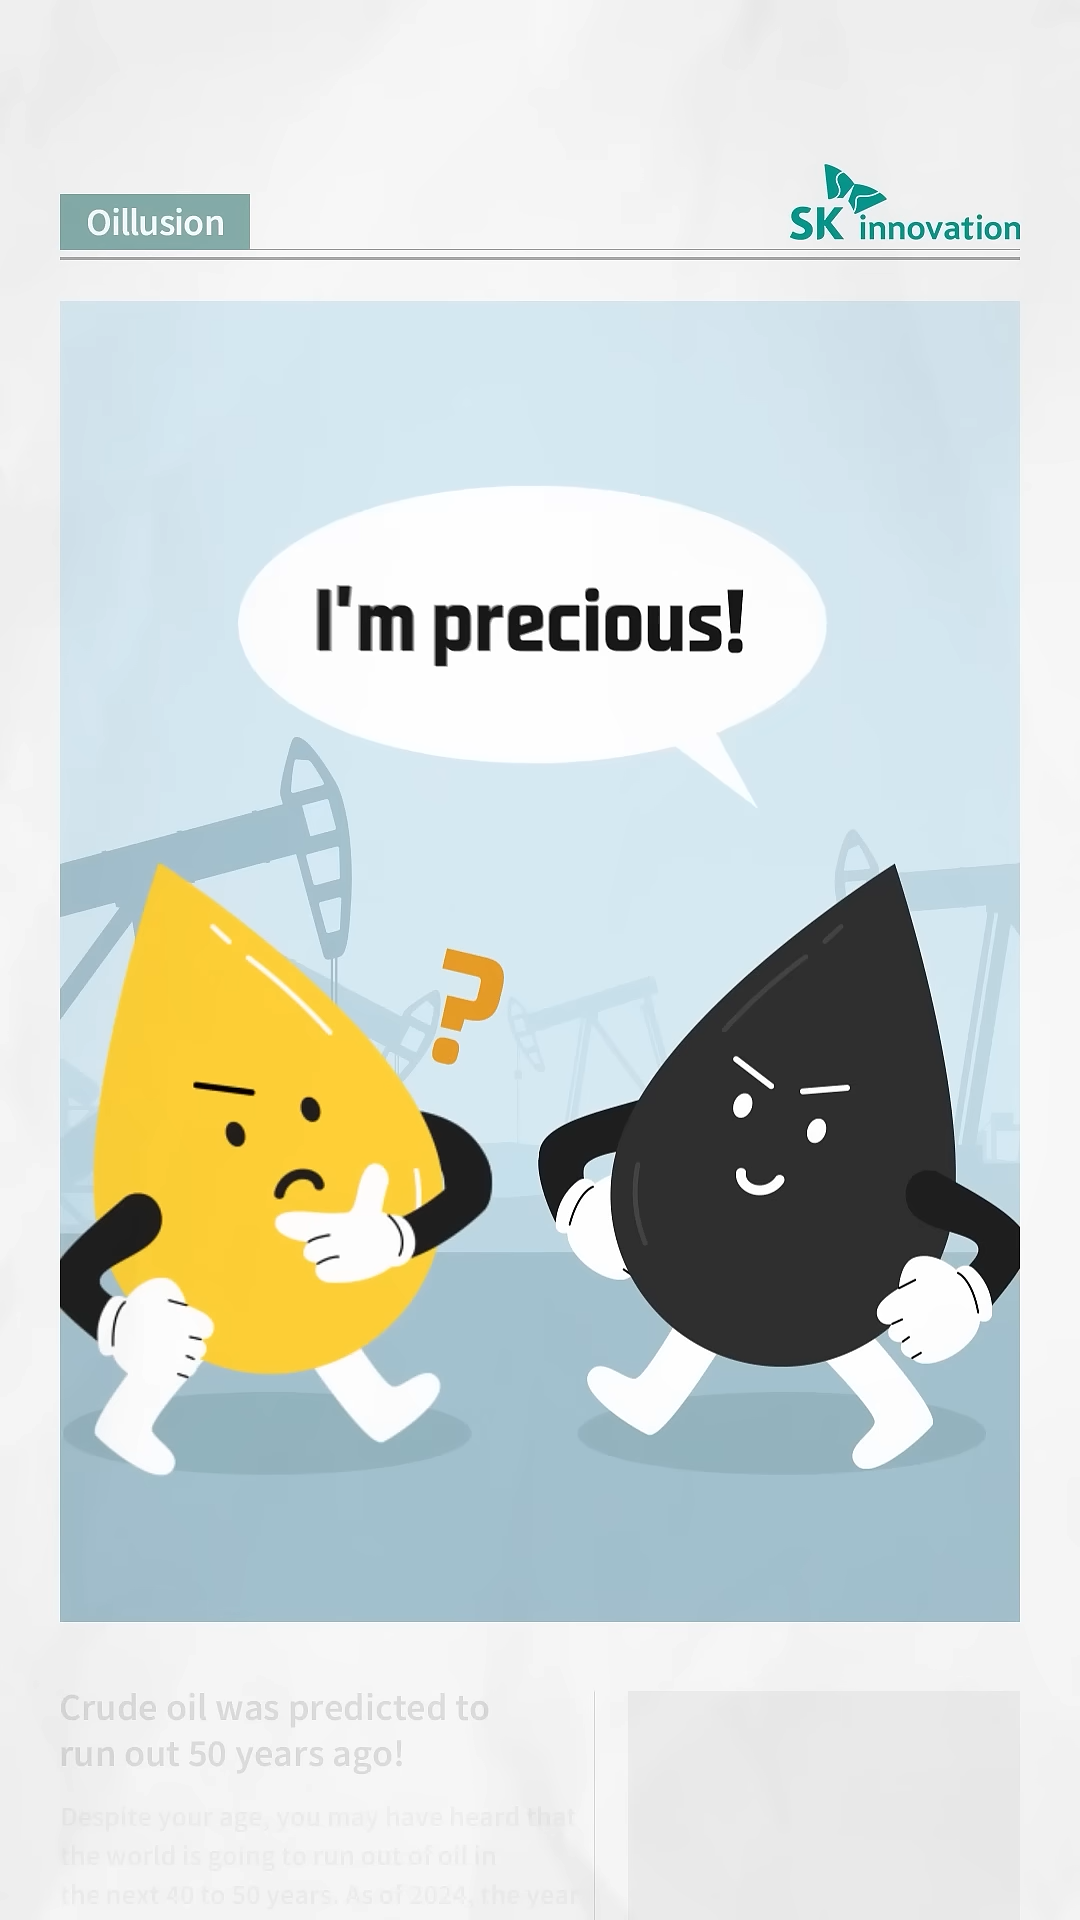 Oillusion
SK innovation
I'm precious!
?
Crude oil was predicted to
run out 50 years ago!
Despite your age, you may have heard that
the world is going to run out of oil in
the next 40 to 50 years. As of 2024, the year